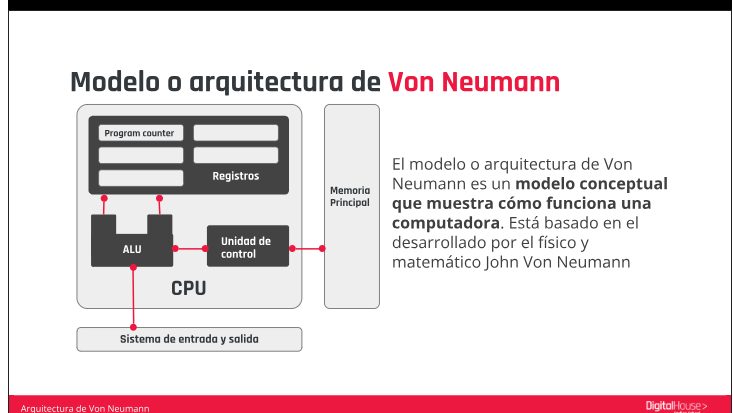 Modelo o arquitectura de Von Neumann
Program counter
Registros
ALU
Unidad de
control
CPU
Memoria
Principal
Sistema de entrada y salida
El modelo o arquitectura de Von
Neumann es un modelo conceptual
que muestra cómo funciona una
computadora. Está basado en el
desarrollado por el físico y
matemático John Von Neumann
Arquitectura de Von Neumann
DigitalHouse>